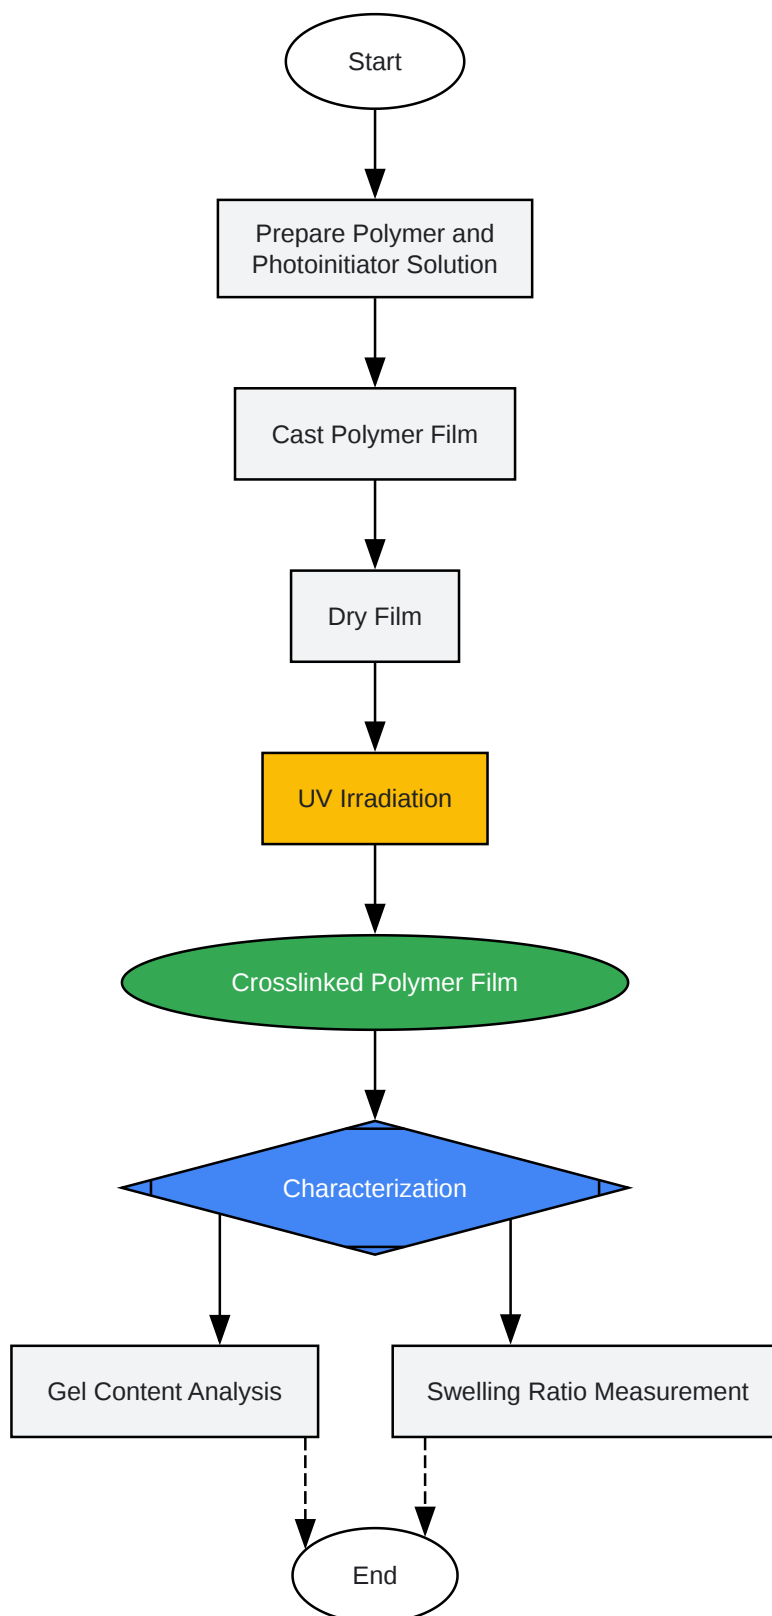 Start
Prepare Polymer and
Photoinitiator Solution
Cast Polymer Film
Dry Film
UV Irradiation
Crosslinked Polymer Film
Characterization
Gel Content Analysis
Swelling Ratio Measurement
End